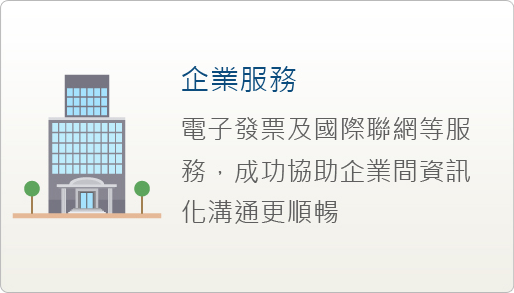 企業服務
電子發票及國際聯網等服
務，成功協助企業間資訊
化溝通更順暢